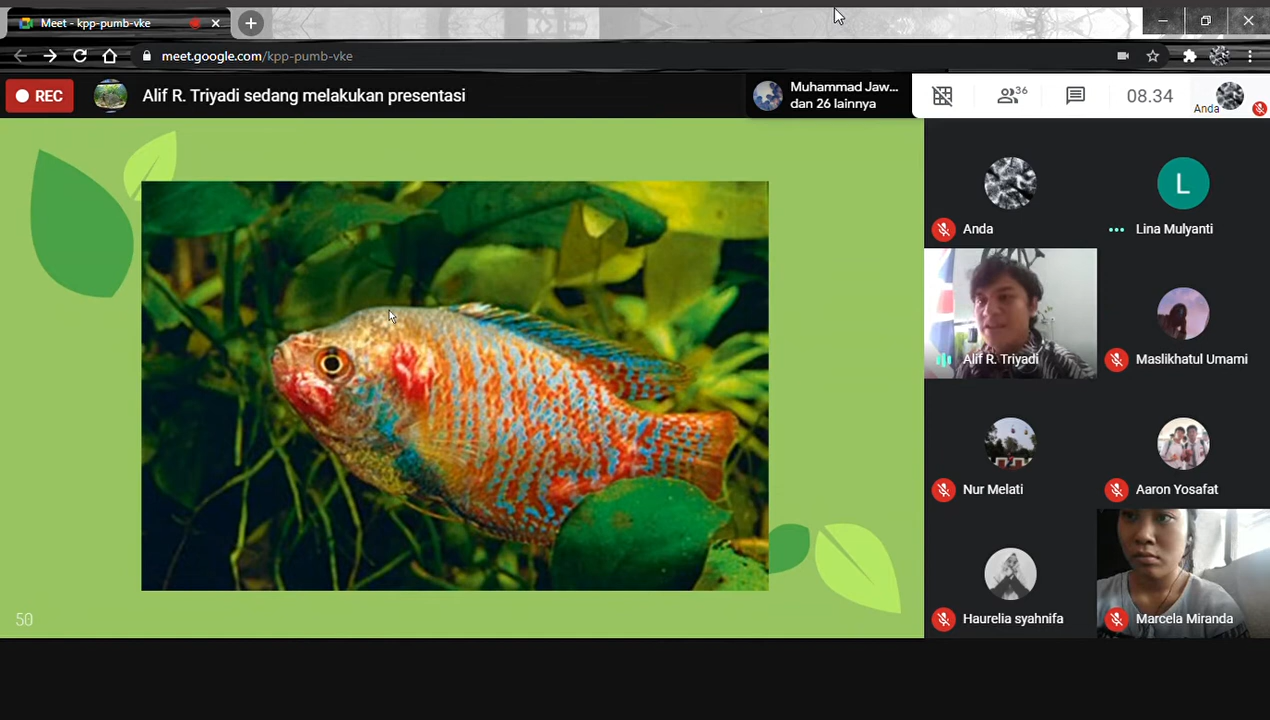 Meet - kpp-pumb-vke
meet.google.com/kpp-pumb-vke
REC
Alif R. Triyadi sedang melakukan presentasi
Muhammad Jaw...
dan 26 lainnya
36
08.34
Anda
Anda
L
Lina Mulyanti
Alif R. Triyadi
Maslikhatul Umami
Nur Melati
Aaron Yosafat
Haurelia syahnifa
Marcela Miranda
50